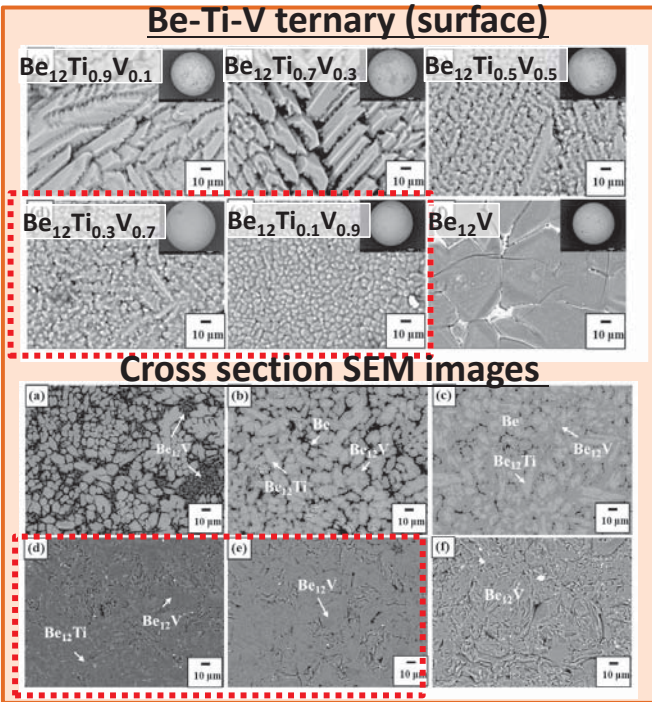 Be-Ti-V ternary (surface)
Be₁₂Ti₀.₉V₀.₁
Be₁₂Ti₀.₇V₀.₃
Be₁₂Ti₀.₅V₀.₅
10 µm
10 µm
10 µm
Be₁₂Ti₀.₃V₀.₇
Be₁₂Ti₀.₁V₀.₉
Be₁₂V
10 µm
10 µm
10 µm
Cross section SEM images
(a)
Be₁₂V
10 µm
(b)
Be
Be₁₂V
Be₁₂Ti
10 µm
(c)
Be
Be₁₂V
Be₁₂Ti
10 µm
(d)
Be₁₂V
Be₁₂Ti
10 µm
(e)
Be₁₂V
10 µm
(f)
Be₁₂V
10 µm